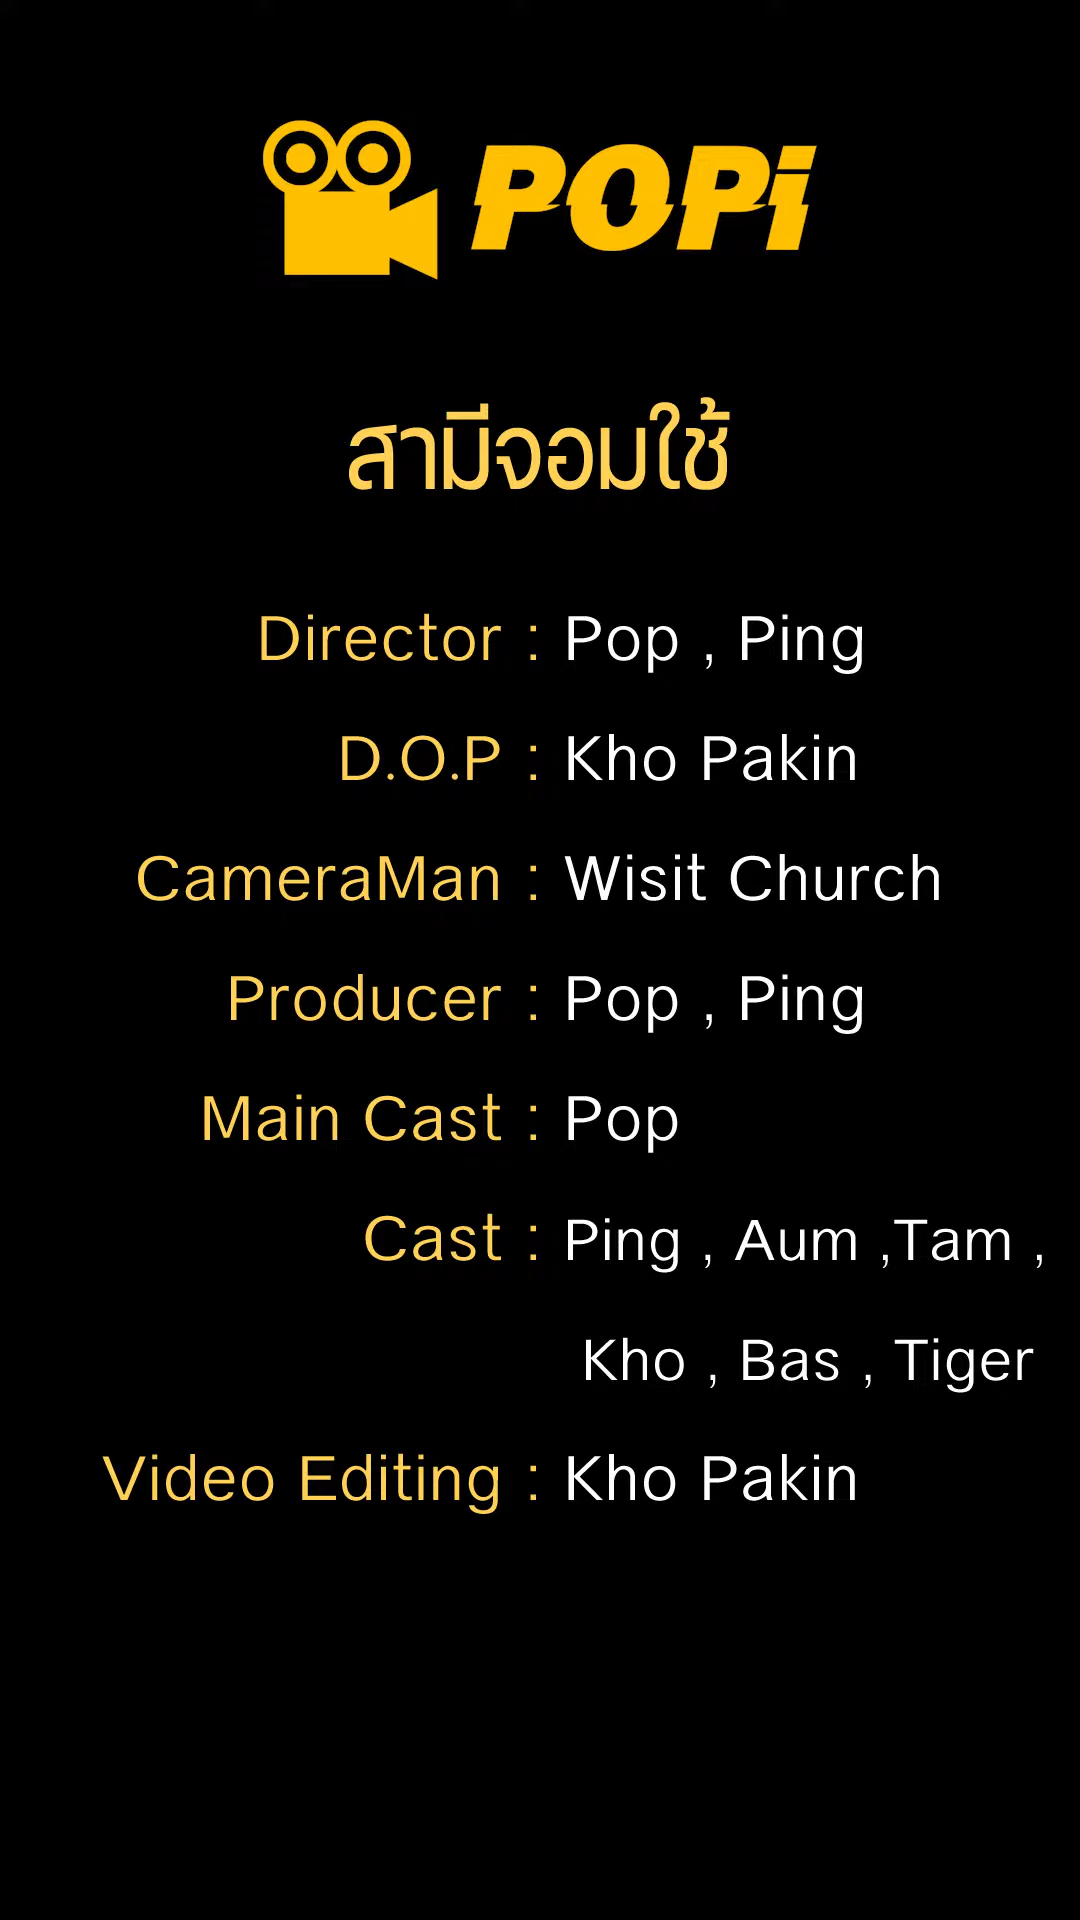 POPi
สามีจอมใช้
Director : Pop , Ping
D.O.P : Kho Pakin
CameraMan : Wisit Church
Producer : Pop , Ping
Main Cast : Pop
Cast : Ping , Aum ,Tam ,
Kho , Bas , Tiger
Video Editing : Kho Pakin